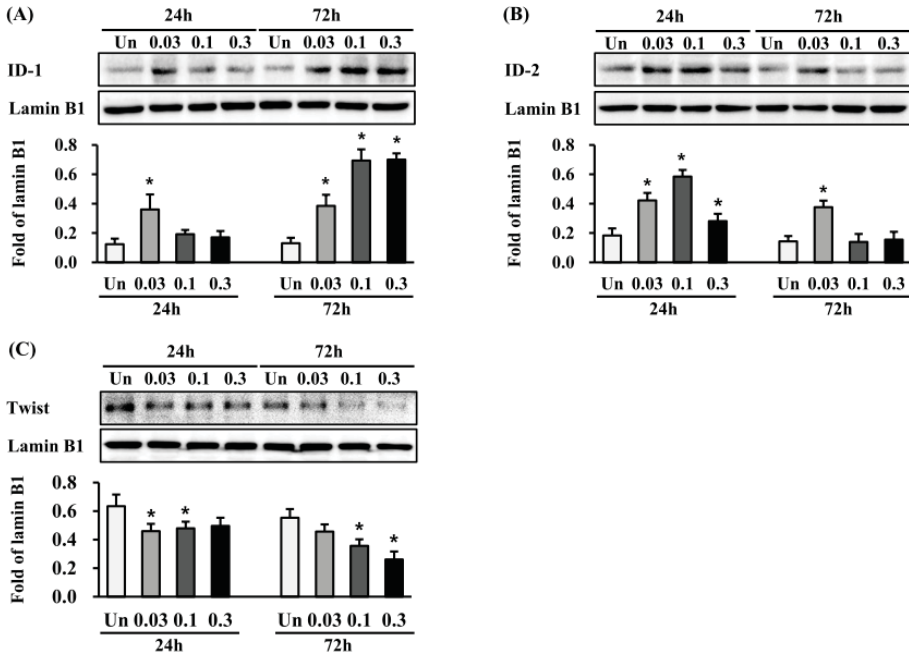 (A)
24h 72h
Un 0.03 0.1 0.3 Un 0.03 0.1 0.3
ID-1
Lamin B1
Fold of lamin B1
0.8
0.6
0.4
0.2
0.0
* * * *
Un 0.03 0.1 0.3 Un 0.03 0.1 0.3
24h 72h
(B)
24h 72h
Un 0.03 0.1 0.3 Un 0.03 0.1 0.3
ID-2
Lamin B1
Fold of lamin B1
0.8
0.6
0.4
0.2
0.0
* * * *
Un 0.03 0.1 0.3 Un 0.03 0.1 0.3
24h 72h
(C)
24h 72h
Un 0.03 0.1 0.3 Un 0.03 0.1 0.3
Twist
Lamin B1
Fold of lamin B1
0.8
0.6
0.4
0.2
0.0
* * * *
Un 0.03 0.1 0.3 Un 0.03 0.1 0.3
24h 72h